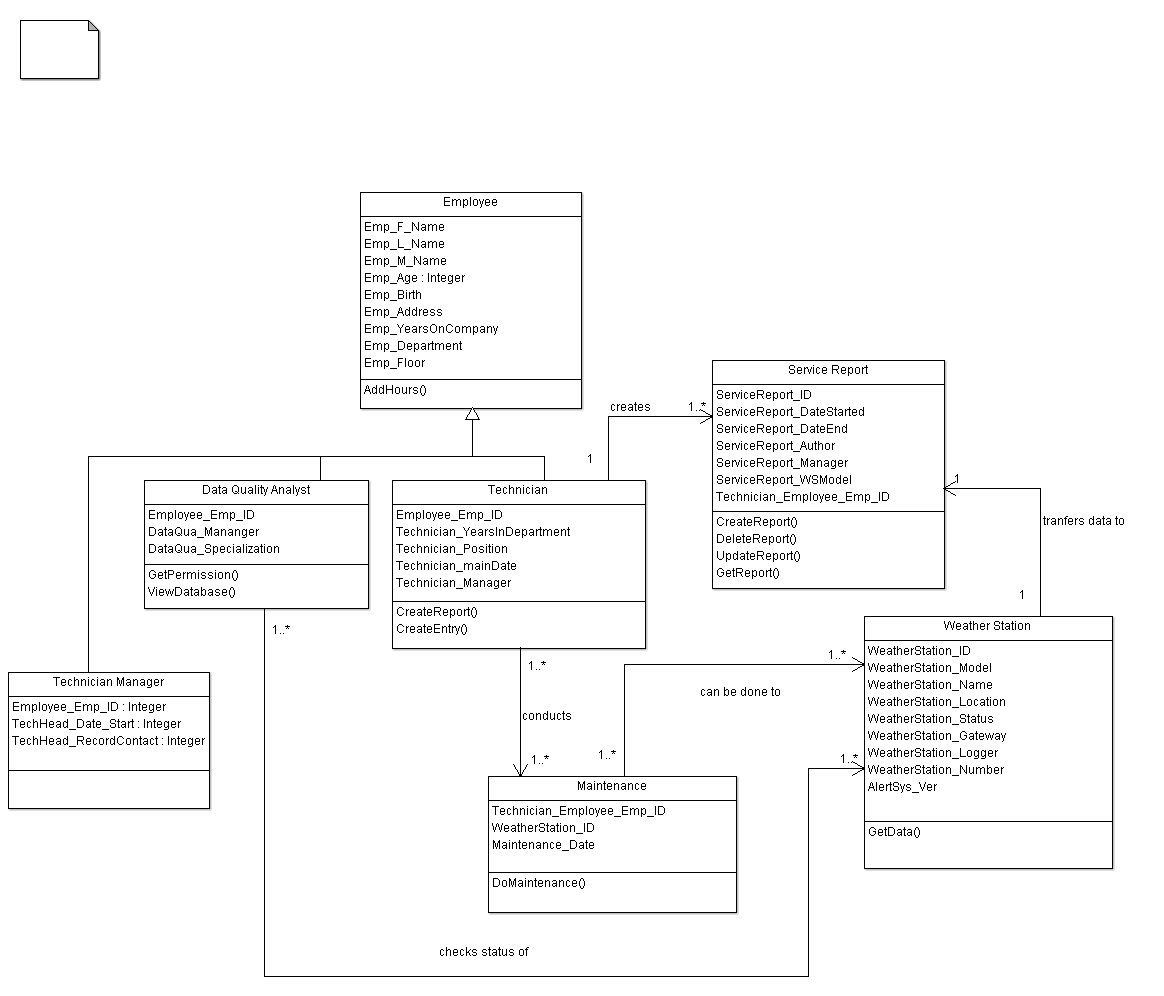 Employee
Emp_F_Name
Emp_L_Name
Emp_M_Name
Emp_Age : Integer
Emp_Birth
Emp_Address
Emp_YearsOnCompany
Emp_Department
Emp_Floor
AddHours()
creates
1..*
1
Service Report
ServiceReport_ID
ServiceReport_DateStarted
ServiceReport_DateEnd
ServiceReport_Author
ServiceReport_Manager
ServiceReport_WSModel
Technician_Employee_Emp_ID
CreateReport()
DeleteReport()
UpdateReport()
GetReport()
1
tranfers data to
1
Data Quality Analyst
Employee_Emp_ID
DataQua_Mananger
DataQua_Specialization
GetPermission()
ViewDatabase()
1..*
Technician
Employee_Emp_ID
Technician_YearsInDepartment
Technician_Position
Technician_mainDate
Technician_Manager
CreateReport()
CreateEntry()
1..*
conducts
1..*
Technician Manager
Employee_Emp_ID : Integer
TechHead_Date_Start : Integer
TechHead_RecordContact : Integer
1..*
can be done to
1..*
Weather Station
WeatherStation_ID
WeatherStation_Model
WeatherStation_Name
WeatherStation_Location
WeatherStation_Status
WeatherStation_Gateway
WeatherStation_Logger
WeatherStation_Number
AlertSys_Ver
GetData()
1..*
Maintenance
Technician_Employee_Emp_ID
WeatherStation_ID
Maintenance_Date
DoMaintenance()
checks status of